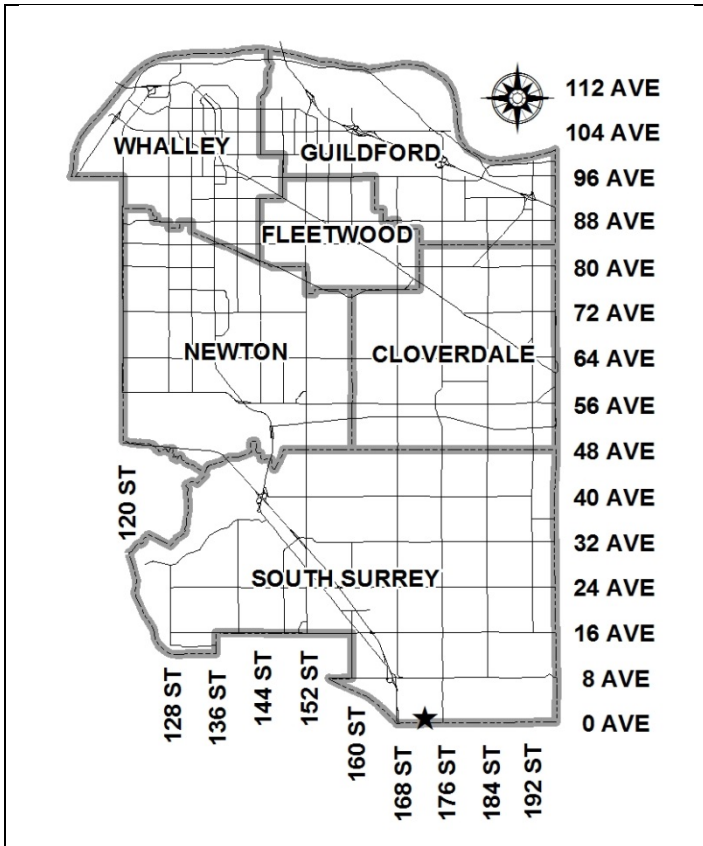 112 AVE
104 AVE
WHALLEY
GUILDFORD
96 AVE
88 AVE
FLEETWOOD
80 AVE
72 AVE
NEWTON
CLOVERDALE
64 AVE
56 AVE
48 AVE
120 ST
40 AVE
32 AVE
SOUTH SURREY
24 AVE
16 AVE
128 ST
136 ST
144 ST
152 ST
160 ST
8 AVE
0 AVE
168 ST
176 ST
184 ST
192 ST